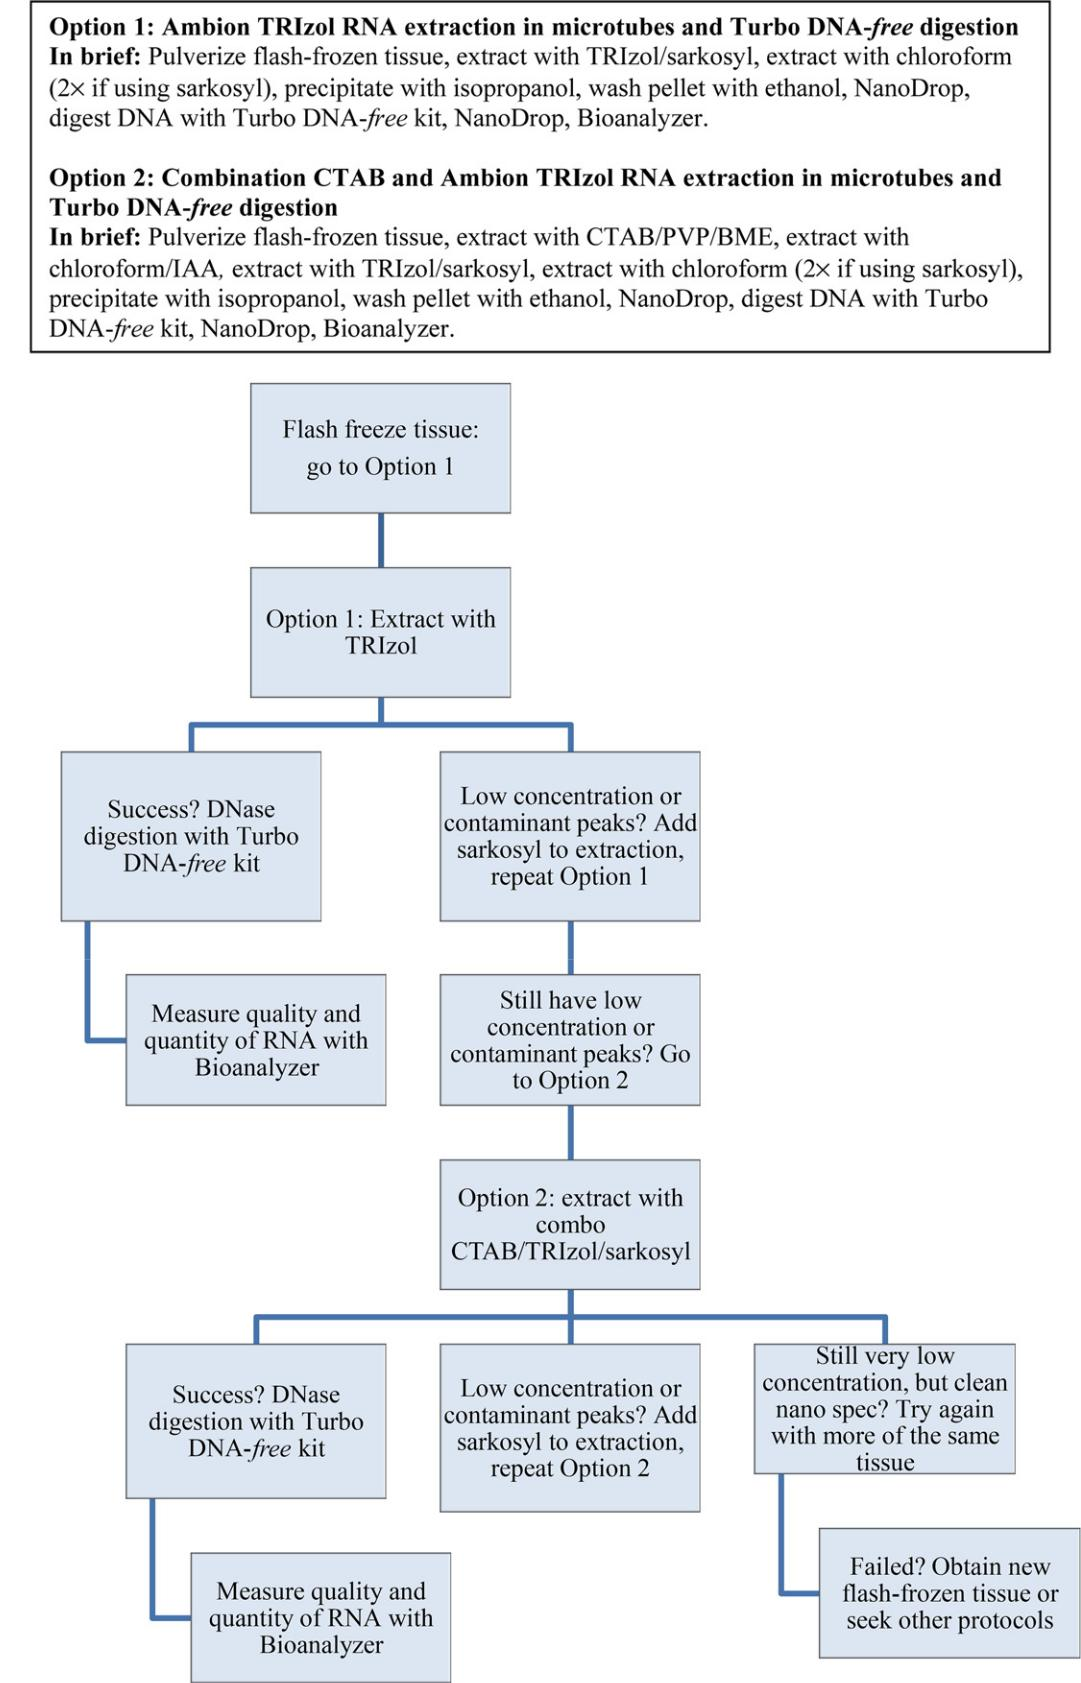 Option 1: Ambion TRIzol RNA extraction in microtubes and Turbo DNA-free digestion
In brief: Pulverize flash-frozen tissue, extract with TRIzol/sarkosyl, extract with chloroform
(2× if using sarkosyl), precipitate with isopropanol, wash pellet with ethanol, NanoDrop,
digest DNA with Turbo DNA-free kit, NanoDrop, Bioanalyzer.
Option 2: Combination CTAB and Ambion TRIzol RNA extraction in microtubes and
Turbo DNA-free digestion
In brief: Pulverize flash-frozen tissue, extract with CTAB/PVP/BME, extract with
chloroform/IAA, extract with TRIzol/sarkosyl, extract with chloroform (2× if using sarkosyl),
precipitate with isopropanol, wash pellet with ethanol, NanoDrop, digest DNA with Turbo
DNA-free kit, NanoDrop, Bioanalyzer.
Flash freeze tissue:
go to Option 1
Option 1: Extract with
TRIzol
Success? DNase
digestion with Turbo
DNA-free kit
Low concentration or
contaminant peaks? Add
sarkosyl to extraction,
repeat Option 1
Measure quality and
quantity of RNA with
Bioanalyzer
Still have low
concentration or
contaminant peaks? Go
to Option 2
Option 2: extract with
combo
CTAB/TRIzol/sarkosyl
Success? DNase
digestion with Turbo
DNA-free kit
Low concentration or
contaminant peaks? Add
sarkosyl to extraction,
repeat Option 2
Still very low
concentration, but clean
nano spec? Try again
with more of the same
tissue
Measure quality and
quantity of RNA with
Bioanalyzer
Failed? Obtain new
flash-frozen tissue or
seek other protocols